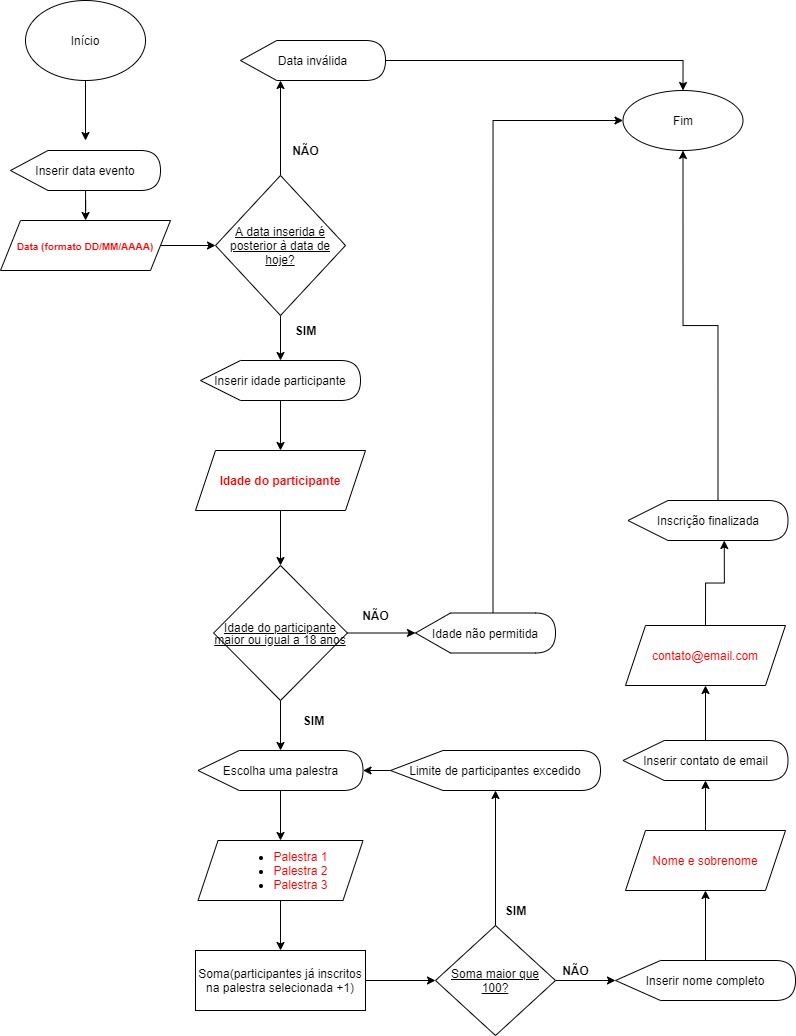 Início
Inserir data evento
Data (formato DD/MM/AAAA)
Data inválida
Fim
NÃO
A data inserida é
posterior à data de
hoje?
SIM
Inserir idade participante
Idade do participante
Idade do participante
maior ou igual a 18 anos
NÃO
Idade não permitida
SIM
Escolha uma palestra
Limite de participantes excedido
Palestra 1
Palestra 2
Palestra 3
Soma(participantes já inscritos
na palestra selecionada +1)
Soma maior que
100?
SIM
NÃO
Inserir nome completo
Nome e sobrenome
Inserir contato de email
contato@email.com
Inscrição finalizada